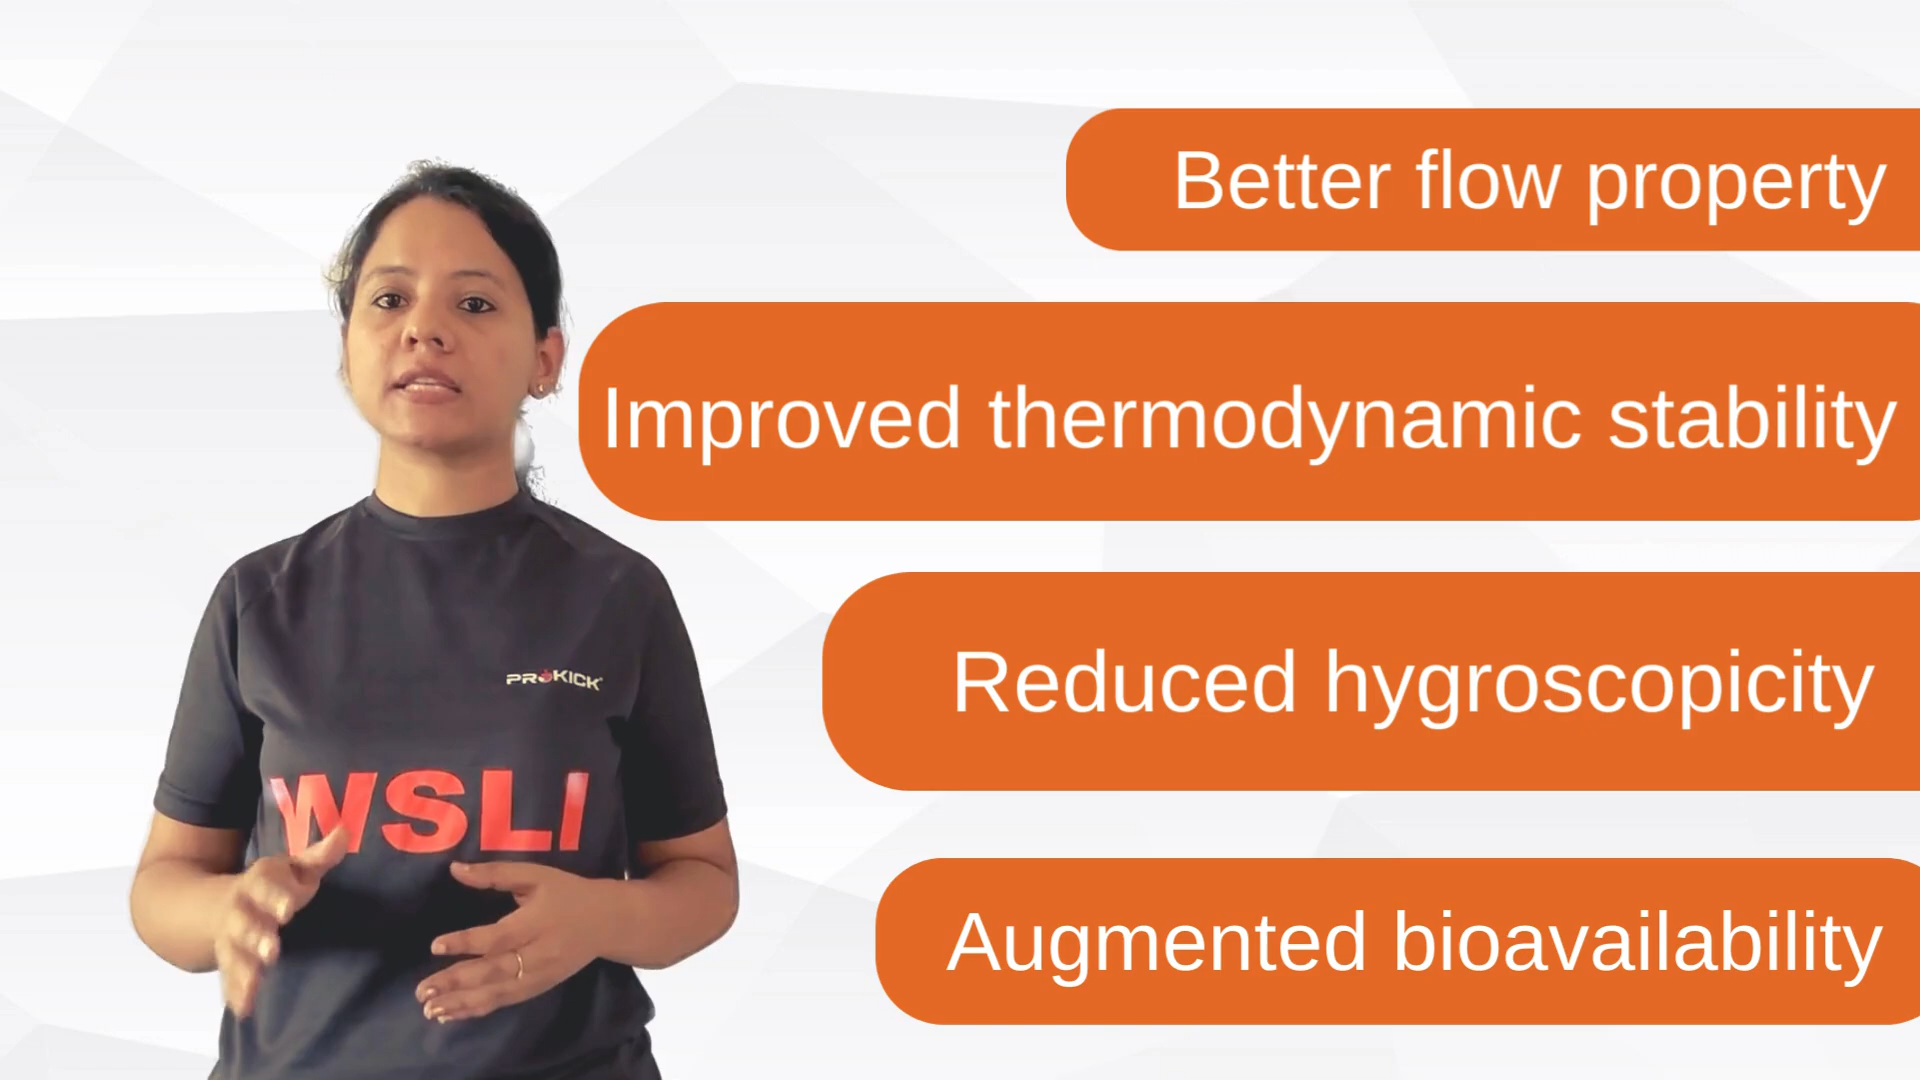 Better flow property
Improved thermodynamic stability
Reduced hygroscopicity
Augmented bioavailability
PROKICK
WSLI